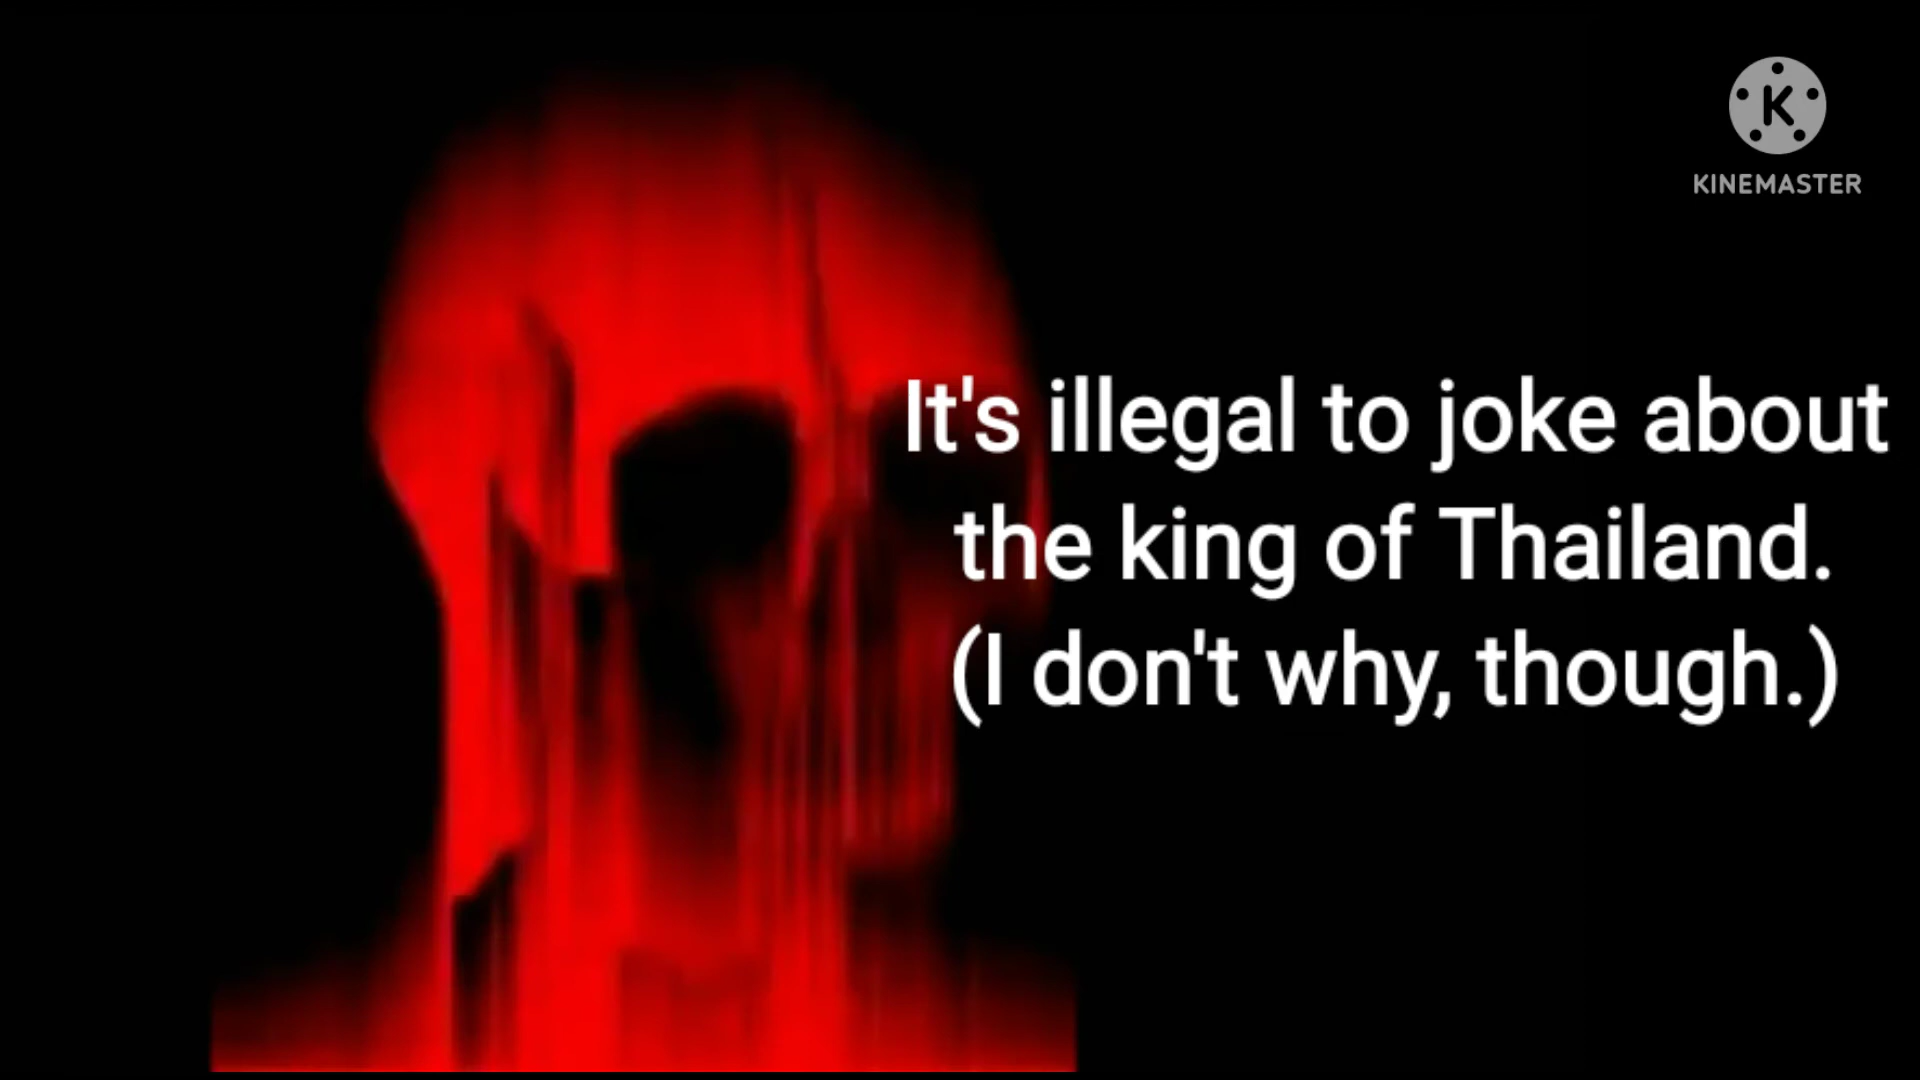 KINEMASTER
It's illegal to joke about
the king of Thailand.
(I don't why, though.)